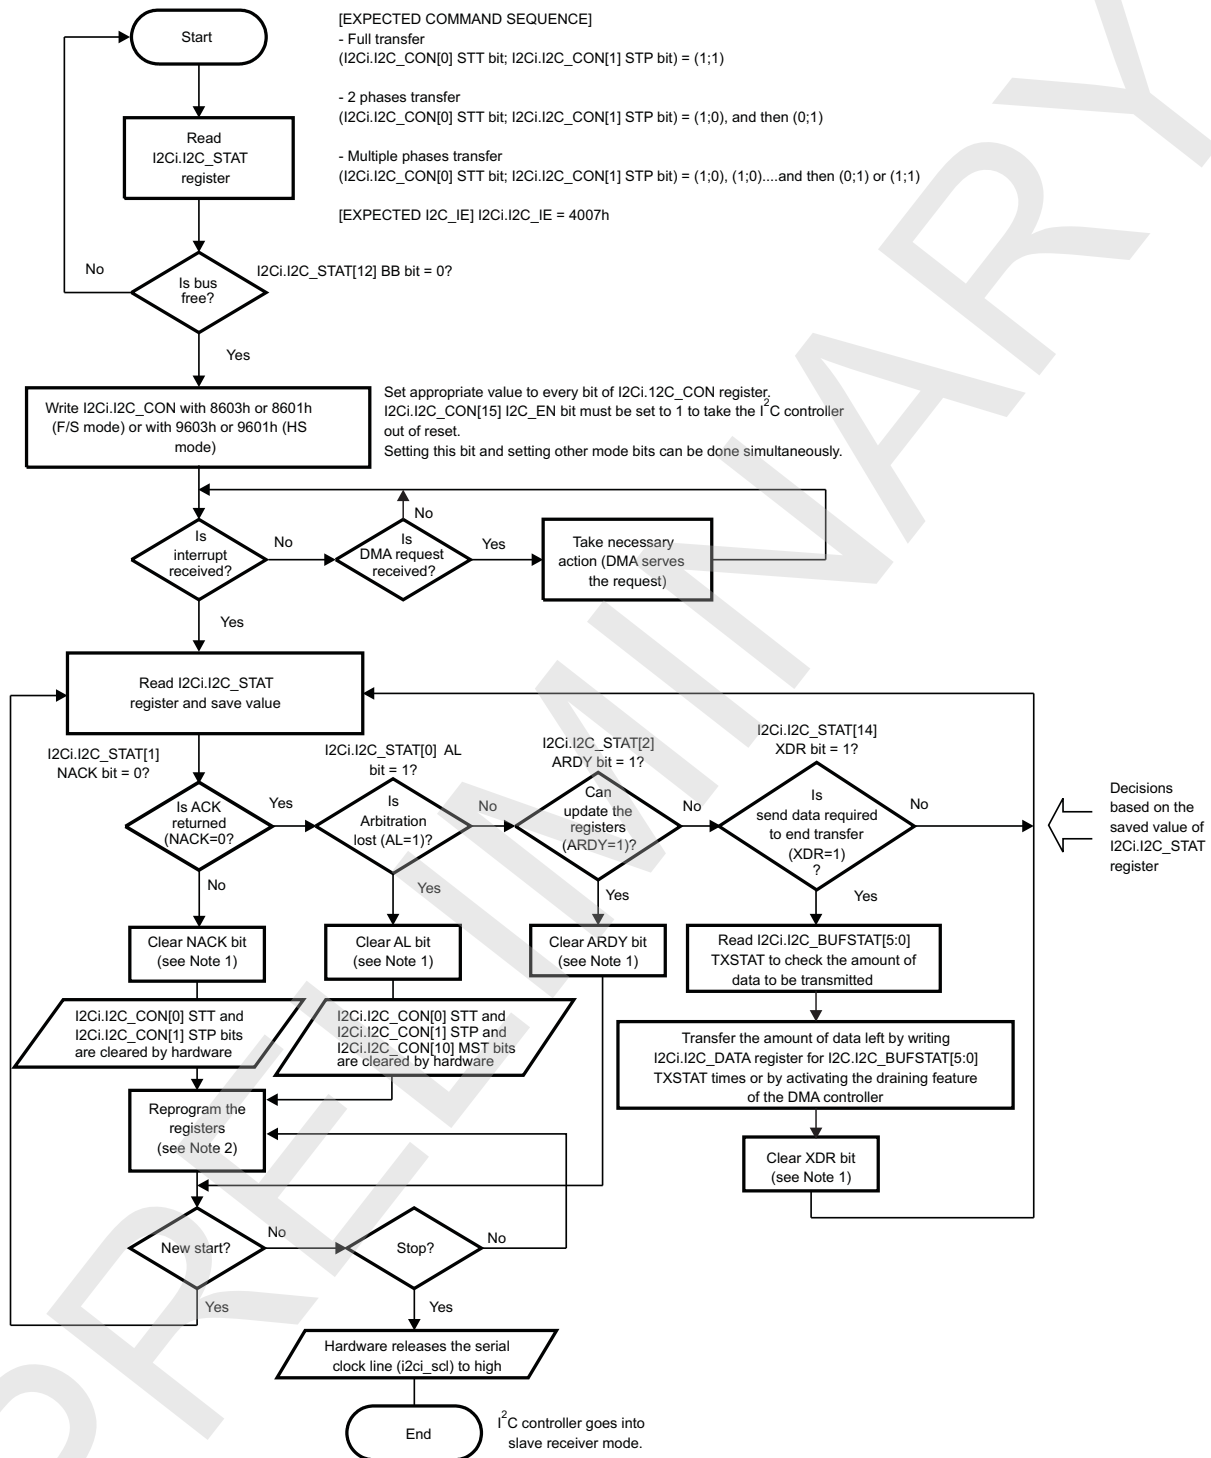 Start
[EXPECTED COMMAND SEQUENCE]
- Full transfer
(I2Ci.I2C_CON[0] STT bit; I2Ci.I2C_CON[1] STP bit) = (1;1)
- 2 phases transfer
(I2Ci.I2C_CON[0] STT bit; I2Ci.I2C_CON[1] STP bit) = (1;0), and then (0;1)
- Multiple phases transfer
(I2Ci.I2C_CON[0] STT bit; I2Ci.I2C_CON[1] STP bit) = (1;0), (1;0)....and then (0;1) or (1;1)
[EXPECTED I2C_IE] I2Ci.I2C_IE = 4007h
Read
I2Ci.I2C_STAT
register
No
I2Ci.I2C_STAT[12] BB bit = 0?
Is bus
free?
Yes
Write I2Ci.I2C_CON with 8603h or 8601h
(F/S mode) or with 9603h or 9601h (HS
mode)
Set appropriate value to every bit of I2Ci.12C_CON register.
I2Ci.I2C_CON[15] I2C_EN bit must be set to 1 to take the I2C controller
out of reset.
Setting this bit and setting other mode bits can be done simultaneously.
Is
interrupt
received?
No
Is
DMA request
received?
No
Yes
Take necessary
action (DMA serves
the request)
Yes
Read I2Ci.I2C_STAT
register and save value
I2Ci.I2C_STAT[1]
NACK bit = 0?
I2Ci.I2C_STAT[0] AL
bit = 1?
I2Ci.I2C_STAT[2]
ARDY bit = 1?
I2Ci.I2C_STAT[14]
XDR bit = 1?
Is ACK
returned
(NACK=0?
Yes
Is
Arbitration
lost (AL=1)?
No
Can
update the
registers
(ARDY=1)?
No
Is
send data required
to end transfer
(XDR=1)
?
No
Decisions
based on the
saved value of
I2Ci.I2C_STAT
register
No
Yes
Yes
Yes
Clear NACK bit
(see Note 1)
Clear AL bit
(see Note 1)
Clear ARDY bit
(see Note 1)
Read I2Ci.I2C_BUFSTAT[5:0]
TXSTAT to check the amount of
data to be transmitted
I2Ci.I2C_CON[0] STT and
I2Ci.I2C_CON[1] STP bits
are cleared by hardware
I2Ci.I2C_CON[0] STT and
I2Ci.I2C_CON[1] STP and
I2Ci.I2C_CON[10] MST bits
are cleared by hardware
Transfer the amount of data left by writing
I2Ci.I2C_DATA register for I2C.I2C_BUFSTAT[5:0]
TXSTAT times or by activating the draining feature
of the DMA controller
Reprogram the
registers
(see Note 2)
Clear XDR bit
(see Note 1)
New start?
No
Stop?
No
Yes
Yes
Hardware releases the serial
clock line (i2ci_scl) to high
End
I2C controller goes into
slave receiver mode.
PRELIMINARY